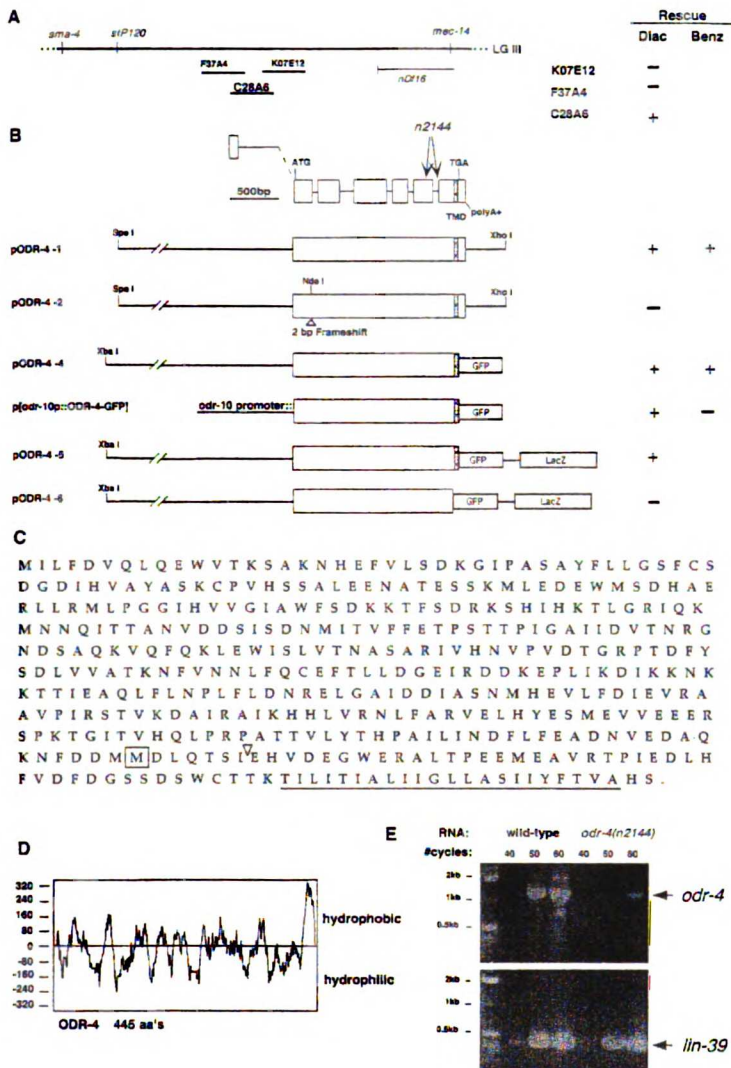 A
Rescue
sma-4 stP120 mec-14 Diac Benz
LG III
F37A4 K07E12 nDf16
C28A6
K07E12 –
F37A4 –
C28A6 +
B
n2144
ATG TGA
500bp
TMD polyA+
Spe I Xho I
pODR-4 -1 + +
Spe I Nde I Xho I
pODR-4 -2 –
2 bp Frameshift
Xba I
pODR-4 -4 GFP + +
p[odr-10p::ODR-4-GFP] odr-10 promoter:: GFP + –
Xba I
pODR-4 -5 GFP LacZ +
Xba I
pODR-4 -6 GFP LacZ –
C
M I L F D V Q L Q E W V T K S A K N H E F V L S D K G I P A S A Y F L L G S F C S
D G D I H V A Y A S K C P V H S S A L E E N A T E S S K M L E D E W M S D H A E
R L L R M L P G G I H V V G I A W F S D K K T F S D R K S H I H K T L G R I Q K
M N N Q I T T A N V D D S I S D N M I T V F F E T P S T T P I G A I I D V T N R G
N D S A Q K V Q F Q K L E W I S L V T N A S A R I V H N V P V D T G R P T D F Y
S D L V V A T K N F V N N L F Q C E F T L L D G E I R D D K E P L I K D I K K N K
K T T I E A Q L F L N P L F L D N R E L G A I D D I A S N M H E V L F D I E V R A
A V P I R S T V K D A I R A I K H H L V R N L F A R V E L H Y E S M E V V E E E R
S P K T G I T V H Q L P R P A T T V L Y T H P A I L I N D F L F E A D N V E D A Q
K N F D D M M D L Q T S I E H V D E G W E R A L T P E E M E A V R T P I E D L H
F V D F D G S S D S W C T T K T I L I T I A L I I G L L A S I I Y F T V A H S .
D
320
240
160
80
0
-80
-160
-240
-320
hydrophobic
hydrophilic
ODR-4 445 aa's
E
RNA: wild-type odr-4(n2144)
#cycles: 40 50 60 40 50 60
2kb
1kb
0.5kb
odr-4
2kb
1kb
0.5kb
lin-39